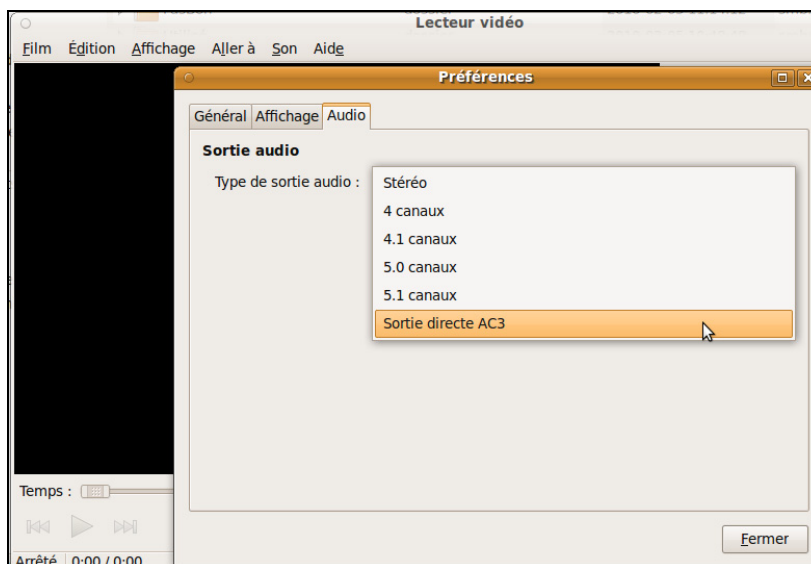 Lecteur vidéo
Film Édition Affichage Aller à Son Aide
Préférences
Général Affichage Audio
Sortie audio
Type de sortie audio :
Stéréo
4 canaux
4.1 canaux
5.0 canaux
5.1 canaux
Sortie directe AC3
Temps :
Fermer
Arrêté 0:00 / 0:00